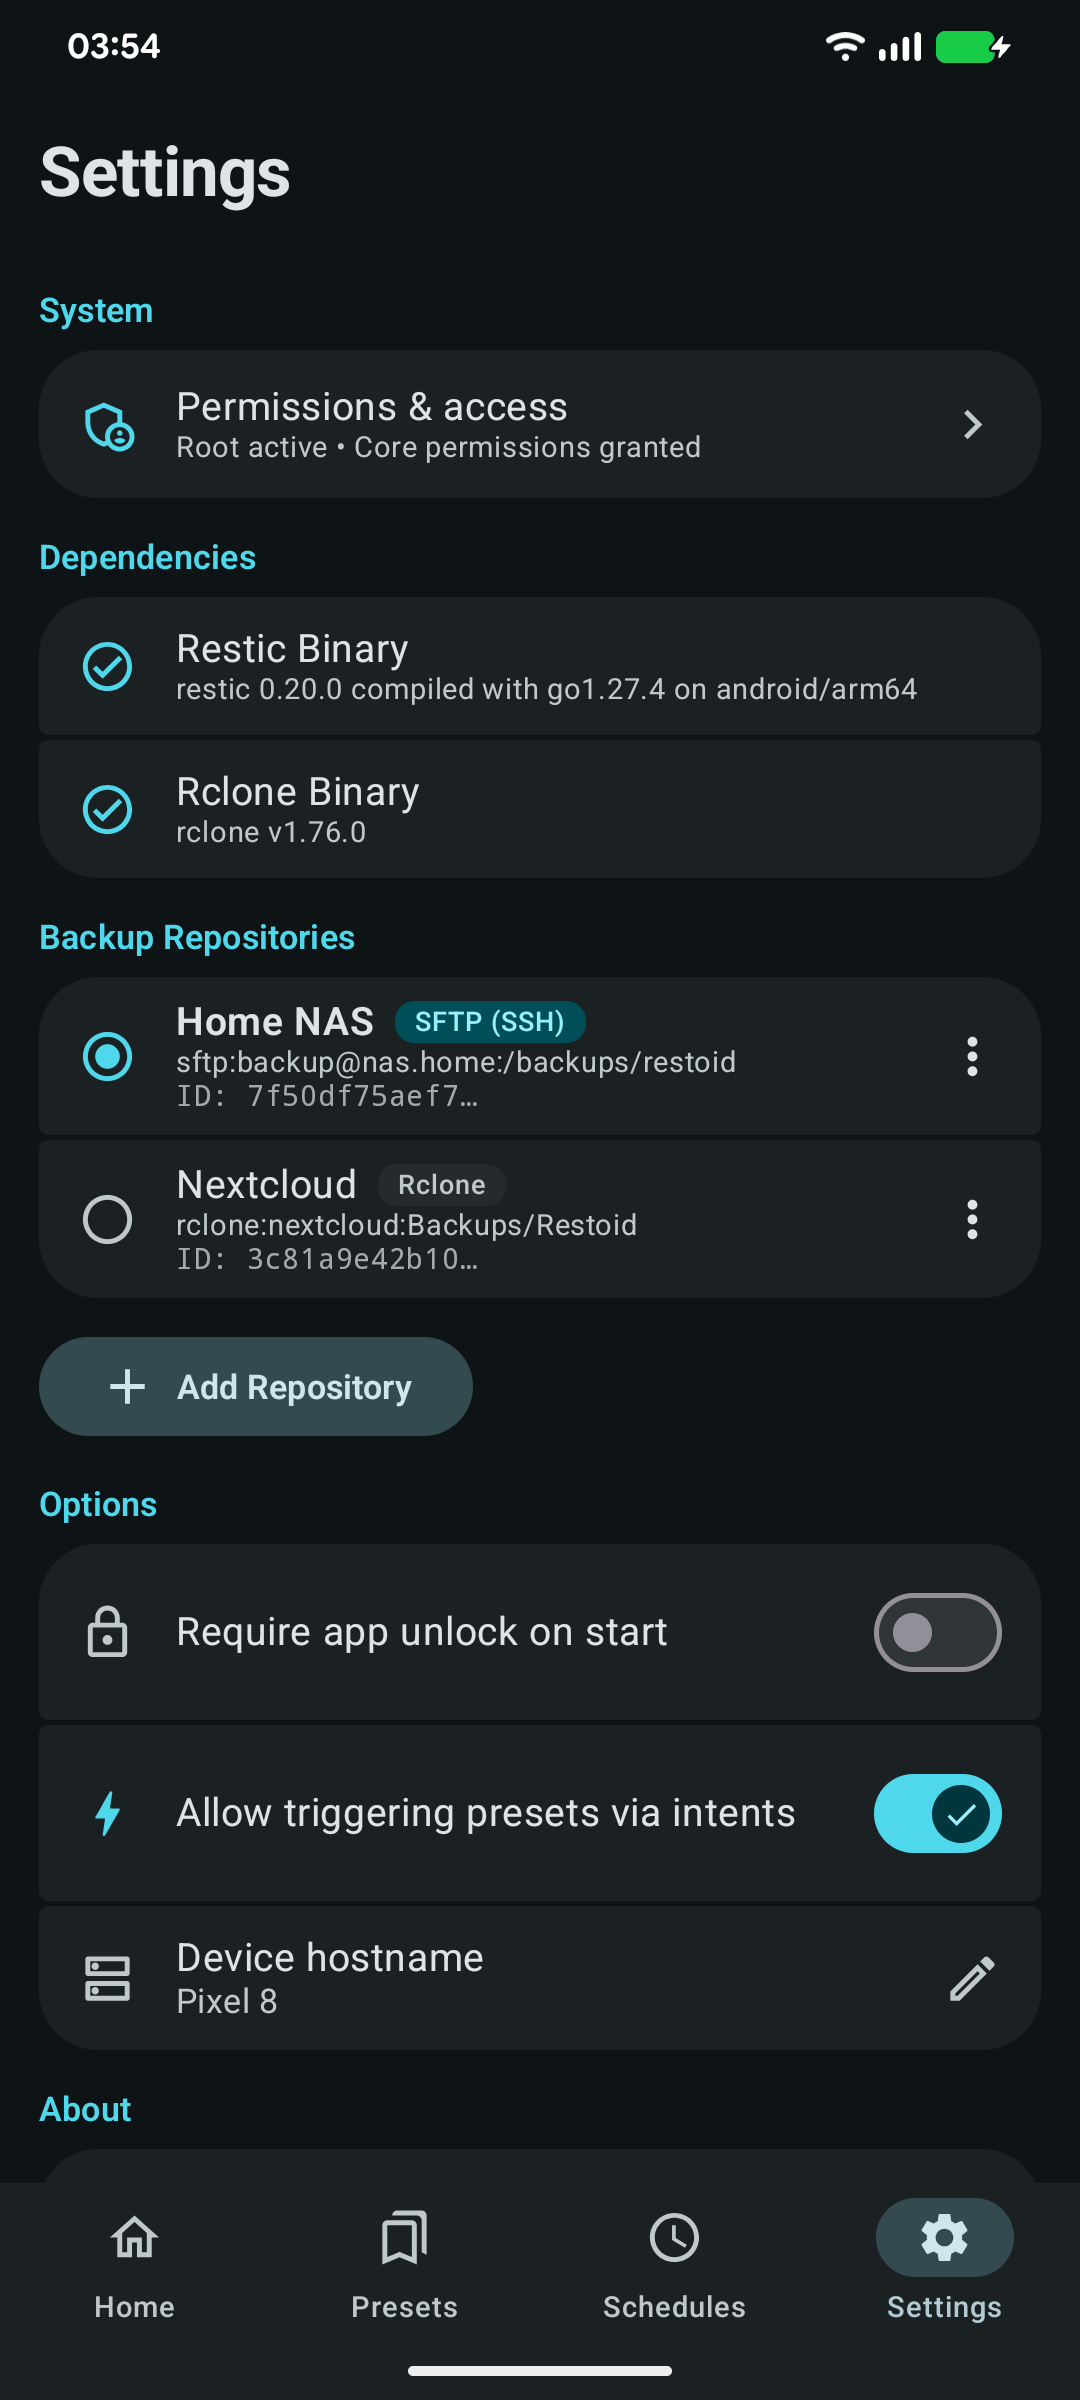 03:54
Settings
System
Permissions & access
Root active • Core permissions granted
Dependencies
Restic Binary
restic 0.20.0 compiled with go1.27.4 on android/arm64
Rclone Binary
rclone v1.76.0
Backup Repositories
Home NAS SFTP (SSH)
sftp:backup@nas.home:/backups/restoid
ID: 7f50df75aef7…
Nextcloud Rclone
rclone:nextcloud:Backups/Restoid
ID: 3c81a9e42b10…
Add Repository
Options
Require app unlock on start
Allow triggering presets via intents
Device hostname
Pixel 8
About
Home Presets Schedules Settings